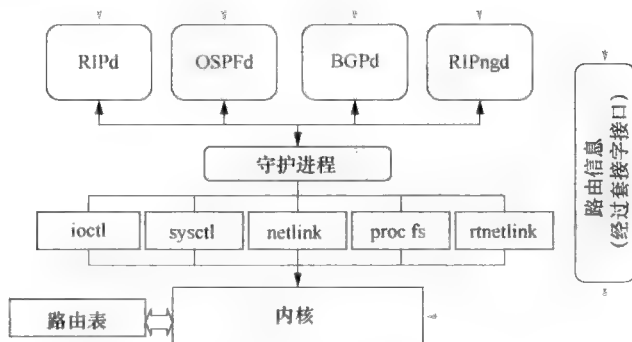 RIPd OSPFd BGPd RIPngd
守护进程
路由信息
(经过套接字接口)
ioctl sysctl netlink proc fs rtnetlink
路由表
内核